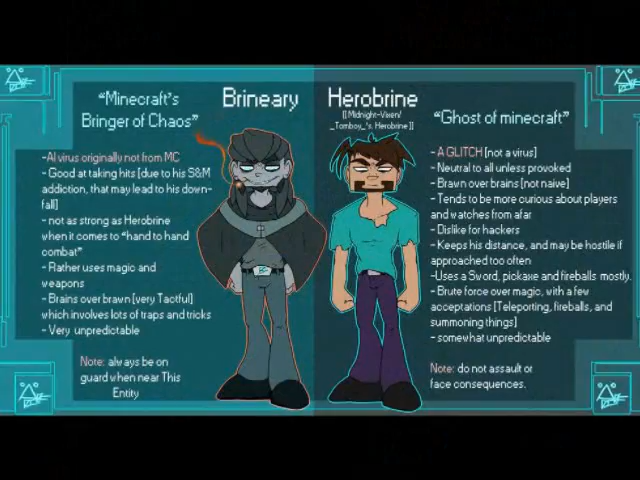 "Minecraft's
Bringer of Chaos"
Brineary
-AI virus originally not from MC
-Good at taking hits [due to his S&M
addiction, that may lead to his down-
fall]
-not as strong as Herobrine
when it comes to "hand to hand
combat"
-Rather uses magic and
weapons
-Brains over brawn [very Tactful]
which involves lots of traps and tricks
-Very unpredictable
Note: always be on
guard when near This
Entity
Herobrine
[[Midnight-Vixen/
_Tomboy_'s Herobrine]]
"Ghost of minecraft"
-A GLITCH [not a virus]
-Neutral to all unless provoked
-Brawn over brains [not naive]
-Tends to be more curious about players
and watches from afar
-Dislike for hackers
-Keeps his distance, and may be hostile if
approached too often
-Uses a Sword, pickaxe and fireballs mostly.
-Brute force over magic, with a few
acceptations [Teleporting, fireballs, and
summoning things]
-somewhat unpredictable
Note: do not assault or
face consequences.